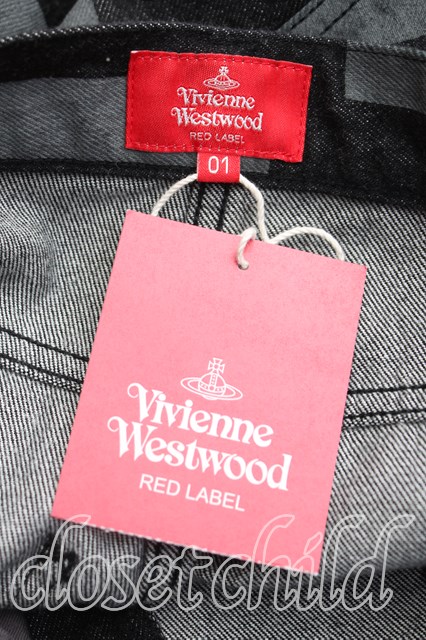 Vivienne
Westwood
RED LABEL
01
Vivienne
Westwood
RED LABEL
closetchild